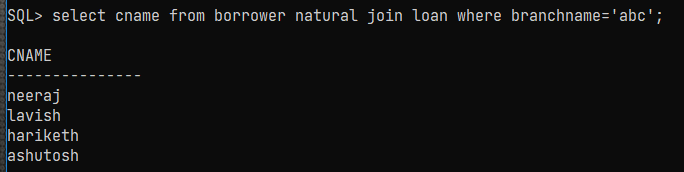 SQL> select cname from borrower natural join loan where branchname='abc';
CNAME
---------------
neeraj
lavish
hariketh
ashutosh